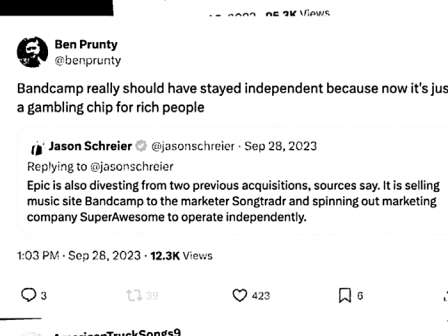 95.3K Views
Ben Prunty
@benprunty
Bandcamp really should have stayed independent because now it's
a gambling chip for rich people
Jason Schreier @jasonschreier · Sep 28, 2023
Replying to @jasonschreier
Epic is also divesting from two previous acquisitions, sources say. It is selling
music site Bandcamp to the marketer Songtradr and spinning out marketing
company SuperAwesome to operate independently.
1:03 PM · Sep 28, 2023 · 12.3K Views
3 39 423 6